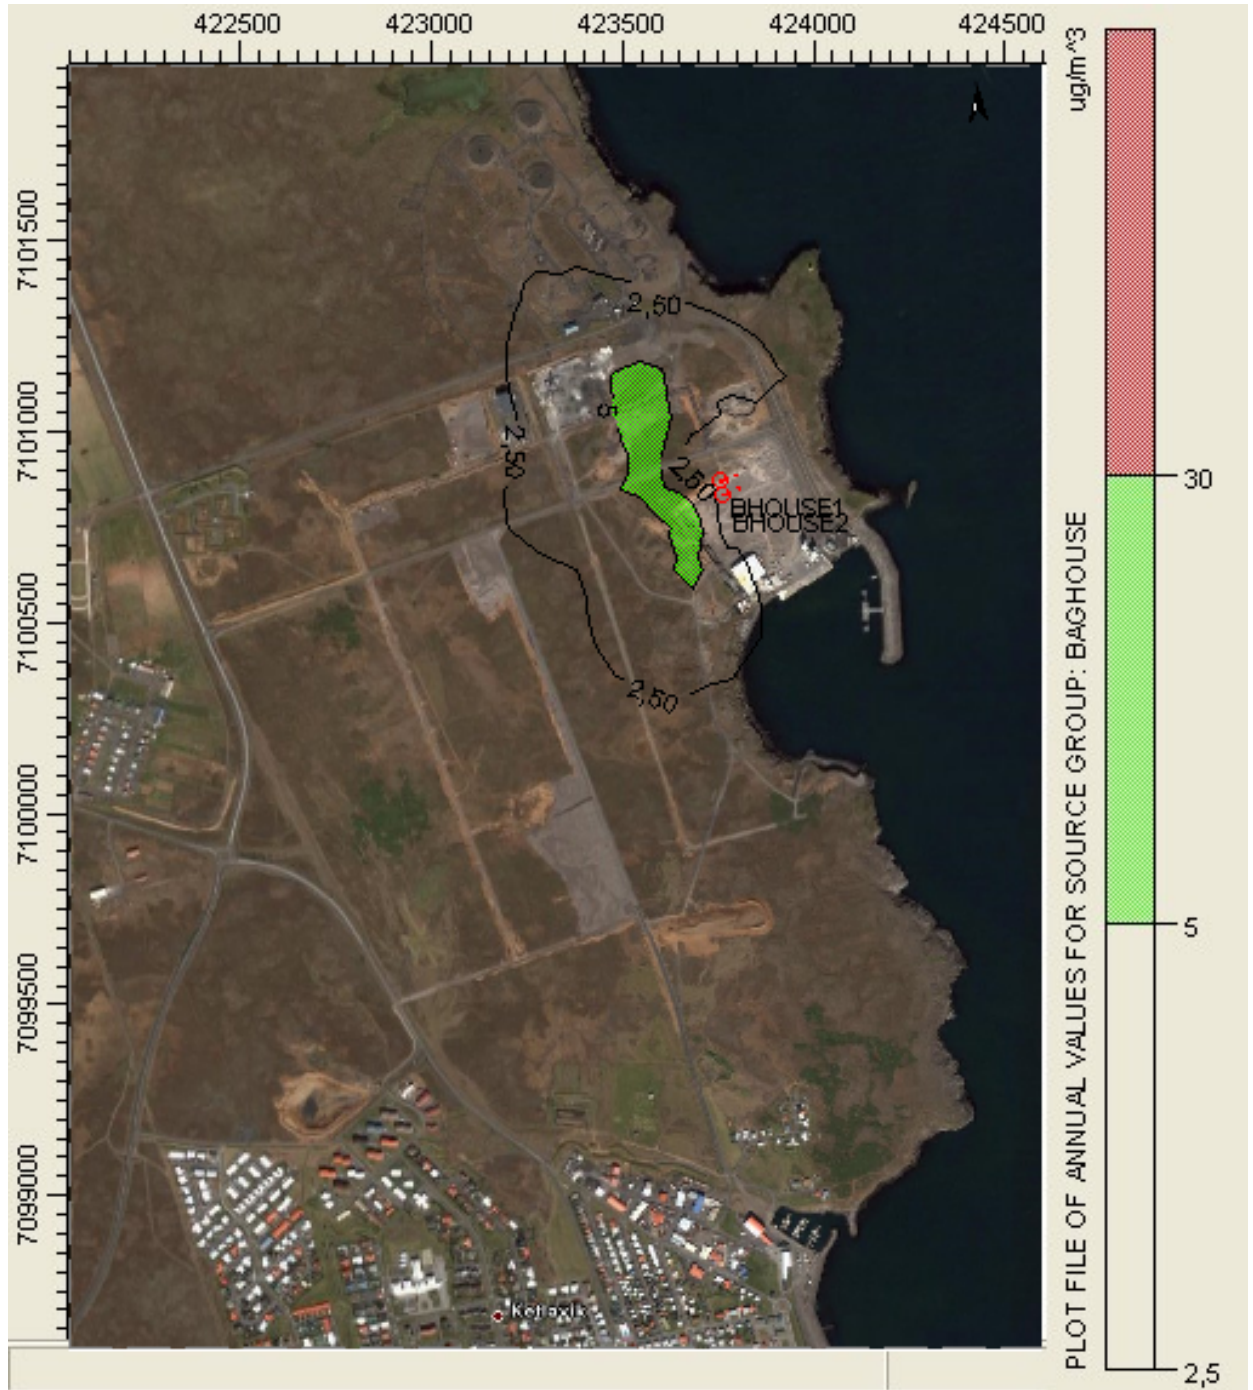 422500 423000 423500 424000 424500
7101500
7101000
7100500
7100000
7099500
7099000
2,50
5
2,50
2,50
BHOUSE1
BHOUSE2
2,50
Keflavik
ug/m^3
PLOT FILE OF ANNUAL VALUES FOR SOURCE GROUP: BAGHOUSE
30
5
2,5